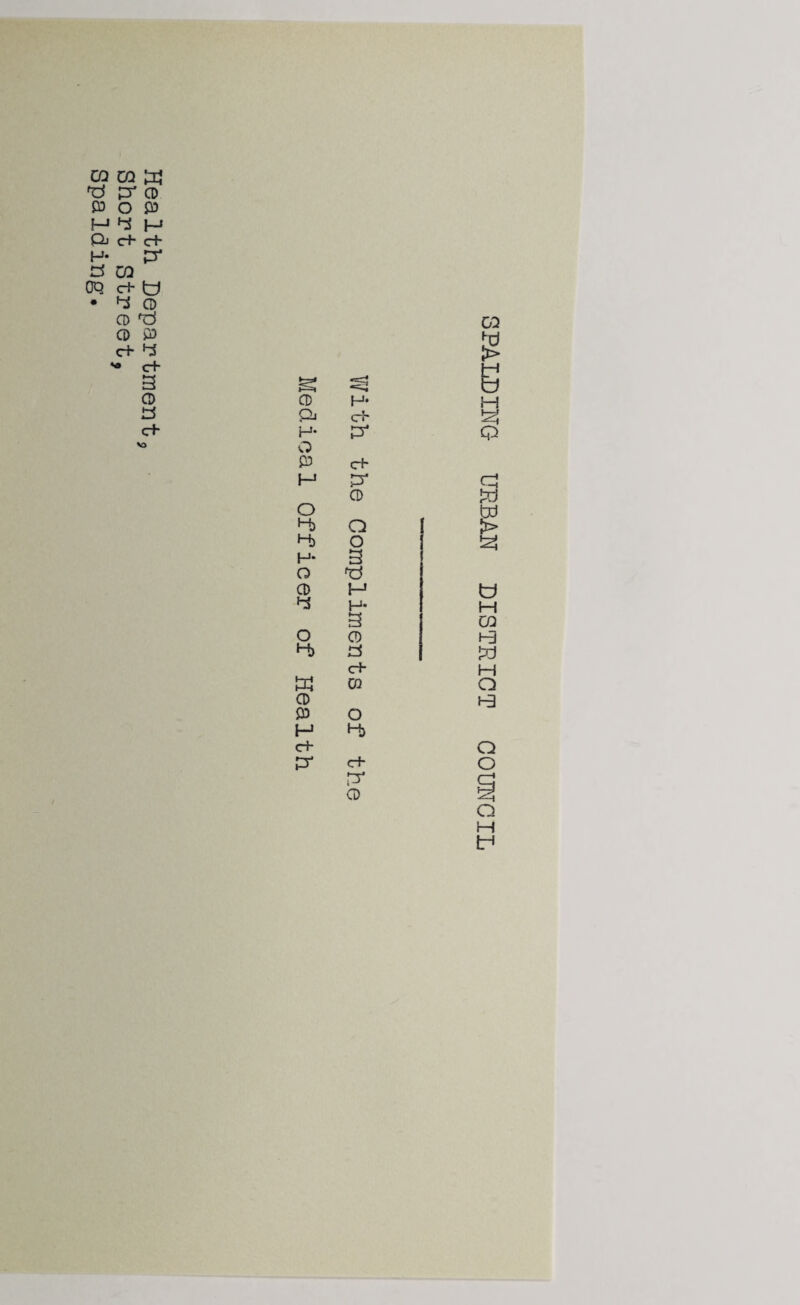 SPALDING URBAN DISTRICT COUNCIL
With the Compliments of the
Medical Officer of Health
Health Department,
Short Street,
Spalding.